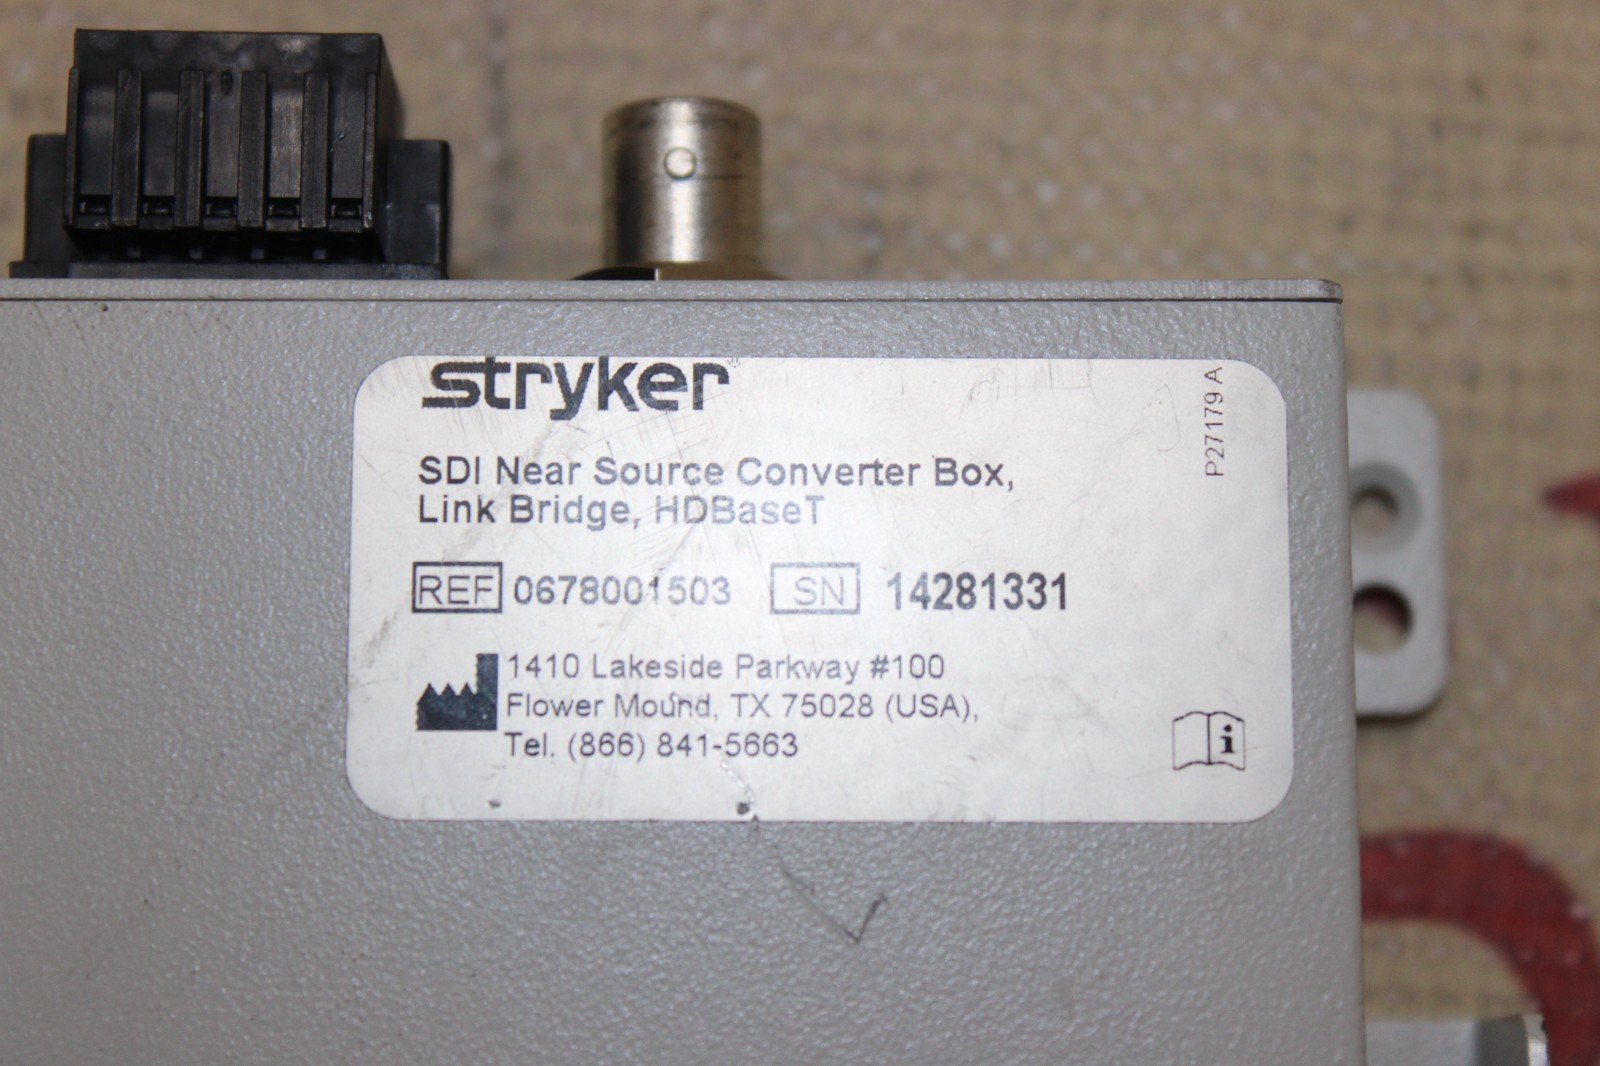 stryker®
SDI Near Source Converter Box,
Link Bridge, HDBaseT
REF 0678001503 SN 14281331
1410 Lakeside Parkway #100
Flower Mound, TX 75028 (USA),
Tel. (866) 841-5663
i
P27179 A